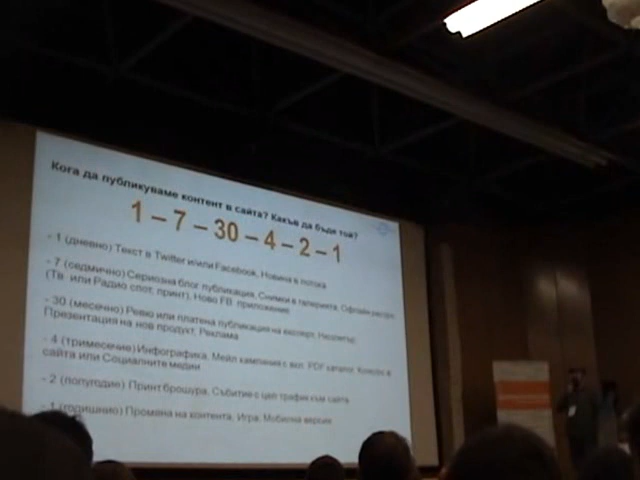 Кога да публикуваме контент в сайта? Какъв да бъде той?
1 – 7 – 30 – 4 – 2 – 1
- 1 (дневно) Текст в Twitter и/или Facebook, Новина в потока
- 7 (седмично) Сериозна блог публикация, Снимки в галерията, Офлайн ресурс
(Тв или Радио спот, принт), Ново FB приложение
- 30 (месечно) Ревю или платена публикация на експерт,
Презентация на нов продукт, Реклама
- 4 (тримесечие) Инфографика, Мейл кампания с вкл. PDF каталог, Конкурс в
сайта или Социалните медии
- 2 (полугодие) Принт брошура, Събитие с цел трафик към сайта
- 1 (годишно) Промяна на контента, Игра, Мобилна версия